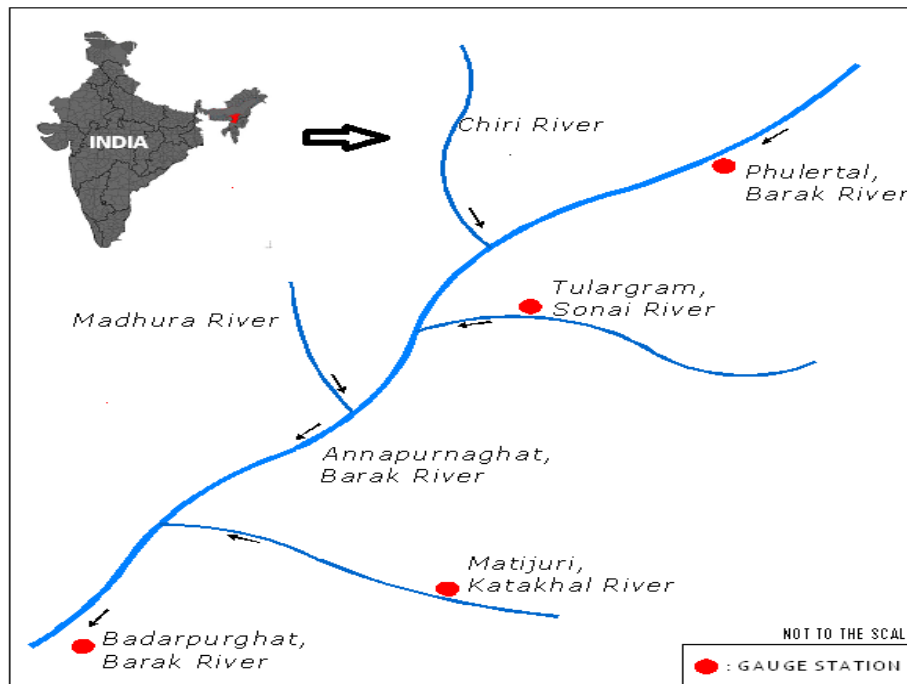 INDIA
Chiri River
Phulertal,
Barak River
Tulargram,
Sonai River
Madhura River
Annapurnaghat,
Barak River
Matijuri,
Katakhal River
Badarpurghat,
Barak River
NOT TO THE SCAL
: GAUGE STATION